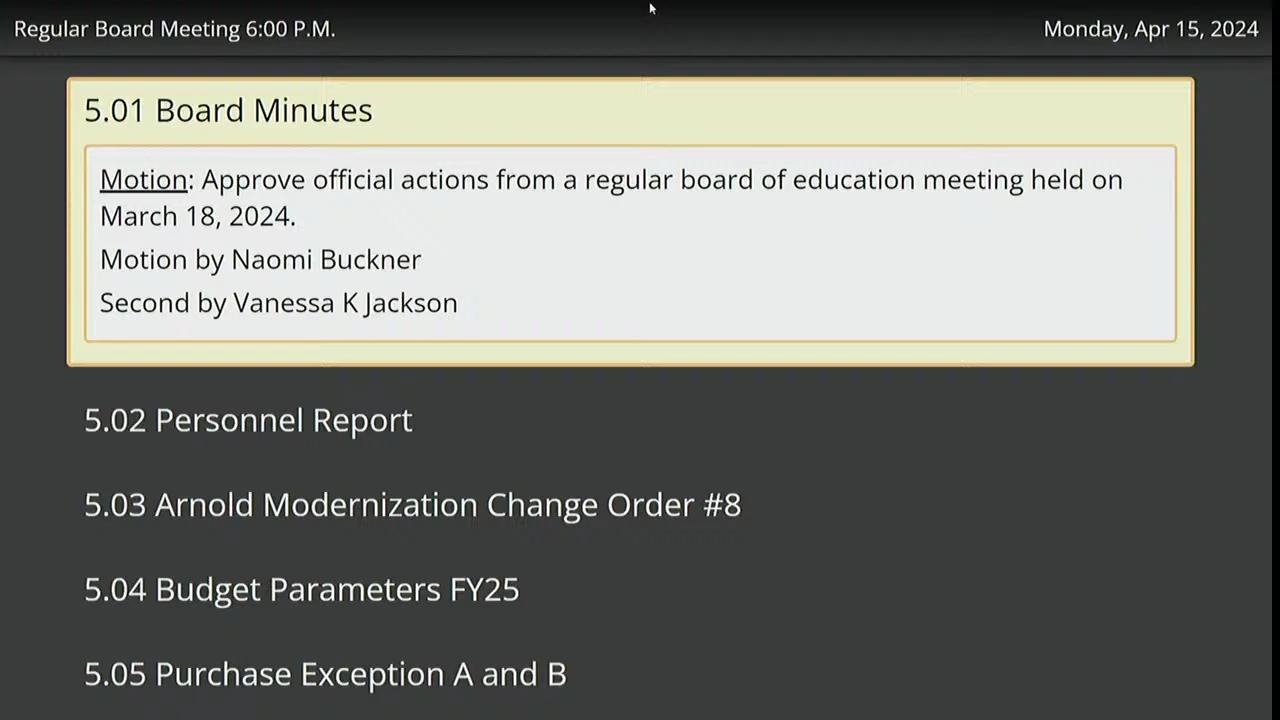 Regular Board Meeting 6:00 P.M.
Monday, Apr 15, 2024
5.01 Board Minutes
Motion: Approve official actions from a regular board of education meeting held on
March 18, 2024.
Motion by Naomi Buckner
Second by Vanessa K Jackson
5.02 Personnel Report
5.03 Arnold Modernization Change Order #8
5.04 Budget Parameters FY25
5.05 Purchase Exception A and B